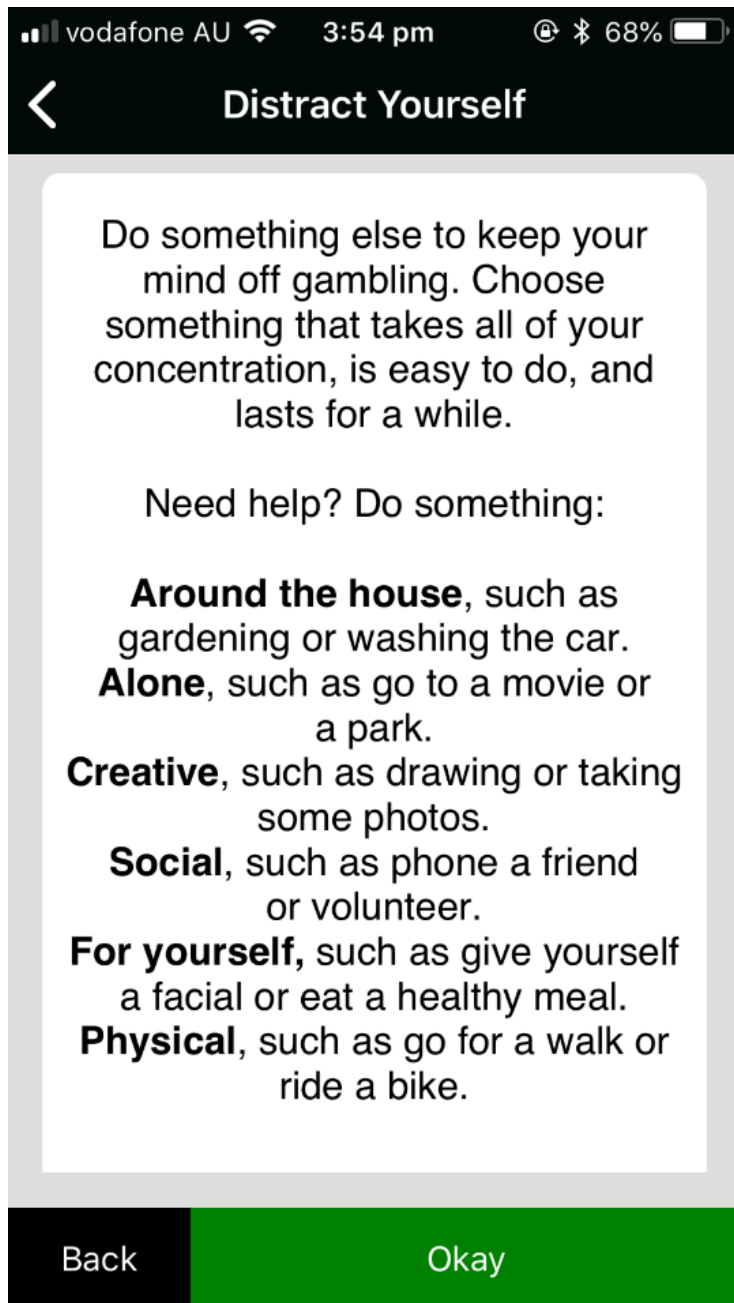 vodafone AU 3:54 pm 68%
Distract Yourself
Do something else to keep your
mind off gambling. Choose
something that takes all of your
concentration, is easy to do, and
lasts for a while.
Need help? Do something:
Around the house, such as
gardening or washing the car.
Alone, such as go to a movie or
a park.
Creative, such as drawing or taking
some photos.
Social, such as phone a friend
or volunteer.
For yourself, such as give yourself
a facial or eat a healthy meal.
Physical, such as go for a walk or
ride a bike.
Back Okay